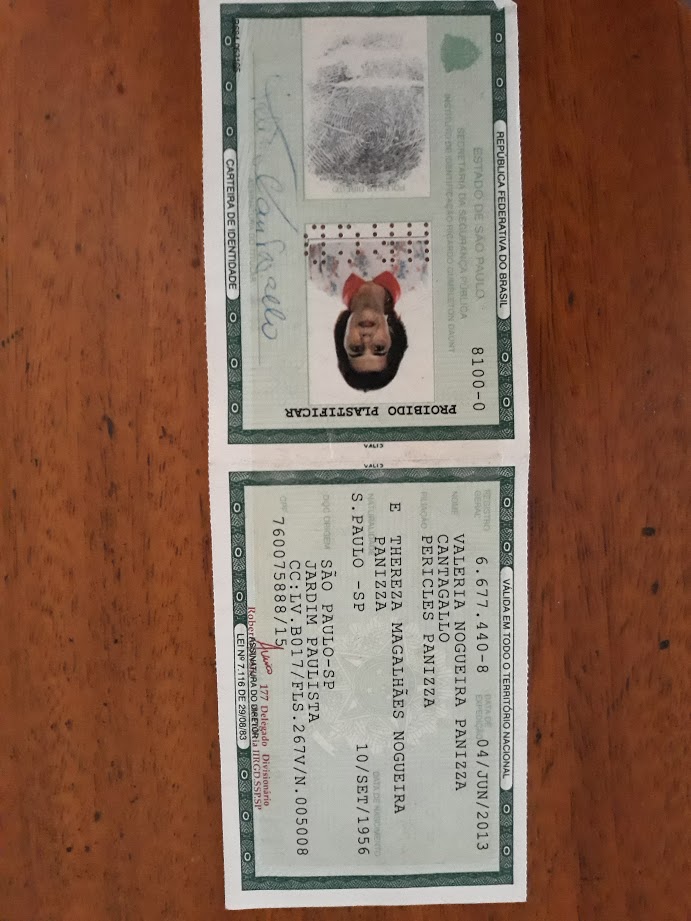 REPÚBLICA FEDERATIVA DO BRASIL
ESTADO DE SÃO PAULO
SECRETARIA DA SEGURANÇA PÚBLICA
INSTITUTO DE IDENTIFICAÇÃO RICARDO GUMBLETON DAUNT
8100-0
PROIBIDO PLASTIFICAR
CARTEIRA DE IDENTIDADE
VÁLIDA EM TODO O TERRITÓRIO NACIONAL
REGISTRO GERAL 6.677.440-8 DATA DE EXPEDIÇÃO 04/JUN/2013
NOME VALERIA NOGUEIRA PANIZZA
CANTAGALLO
FILIAÇÃO PERICLES PANIZZA
E THEREZA MAGALHÃES NOGUEIRA
PANIZZA
NATURALIDADE S.PAULO -SP DATA DE NASCIMENTO 10/SET/1956
DOC ORIGEM SÃO PAULO-SP
JARDIM PAULISTA
CC:LV.B017/FLS.267V/N.005008
CPF 760075888/15
177 Delegado Divisionário
ASSINATURA DO DIRETOR IIRGD.SSP.SP
LEI Nº 7.116 DE 29/08/83